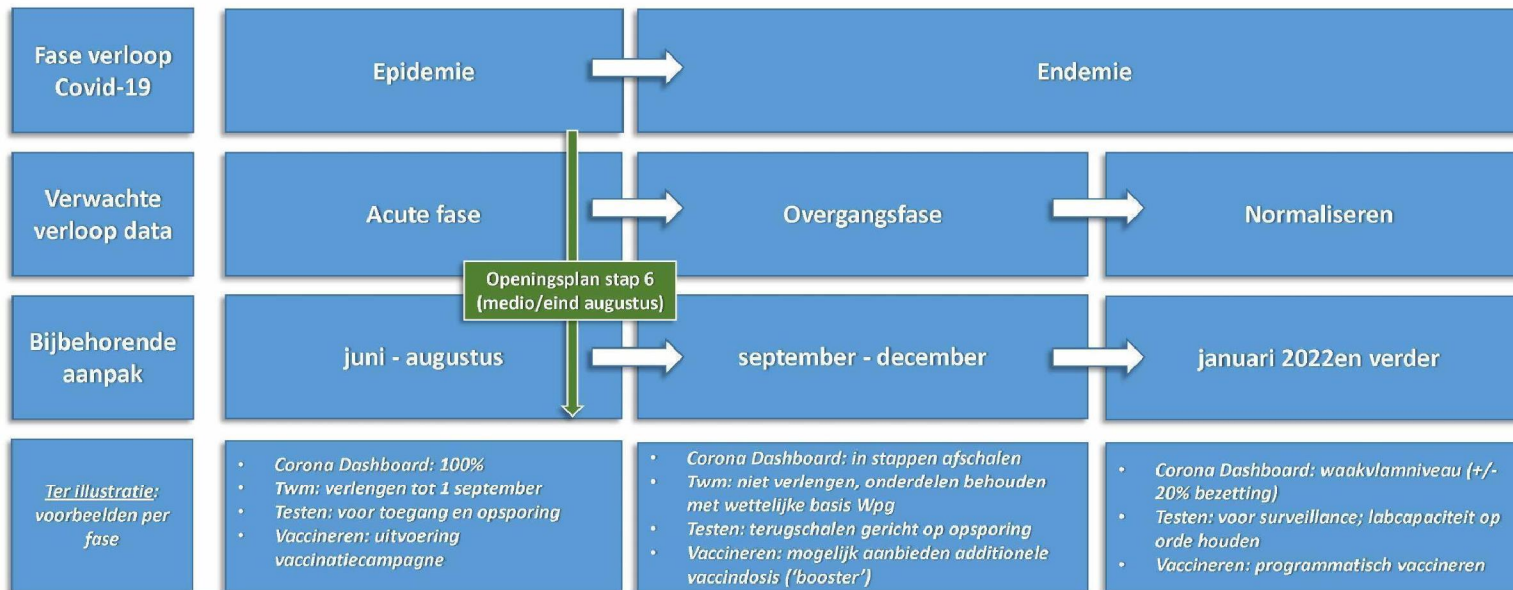 Fase verloop
Covid-19
Epidemie
Endemie
Verwachte
verloop data
Acute fase
Overgangsfase
Normaliseren
Openingsplan stap 6
(medio/eind augustus)
Bijbehorende
aanpak
juni - augustus
september - december
januari 2022en verder
Ter illustratie:
voorbeelden per
fase
• Corona Dashboard: 100%
• Twm: verlengen tot 1 september
• Testen: voor toegang en opsporing
• Vaccineren: uitvoering
vaccinatiecampagne
• Corona Dashboard: in stappen afschalen
• Twm: niet verlengen, onderdelen behouden
met wettelijke basis Wpg
• Testen: terugschalen gericht op opsporing
• Vaccineren: mogelijk aanbieden additionele
vaccindosis (‘booster’)
• Corona Dashboard: waakvlamniveau (+/-
20% bezetting)
• Testen: voor surveillance; labcapaciteit op
orde houden
• Vaccineren: programmatisch vaccineren